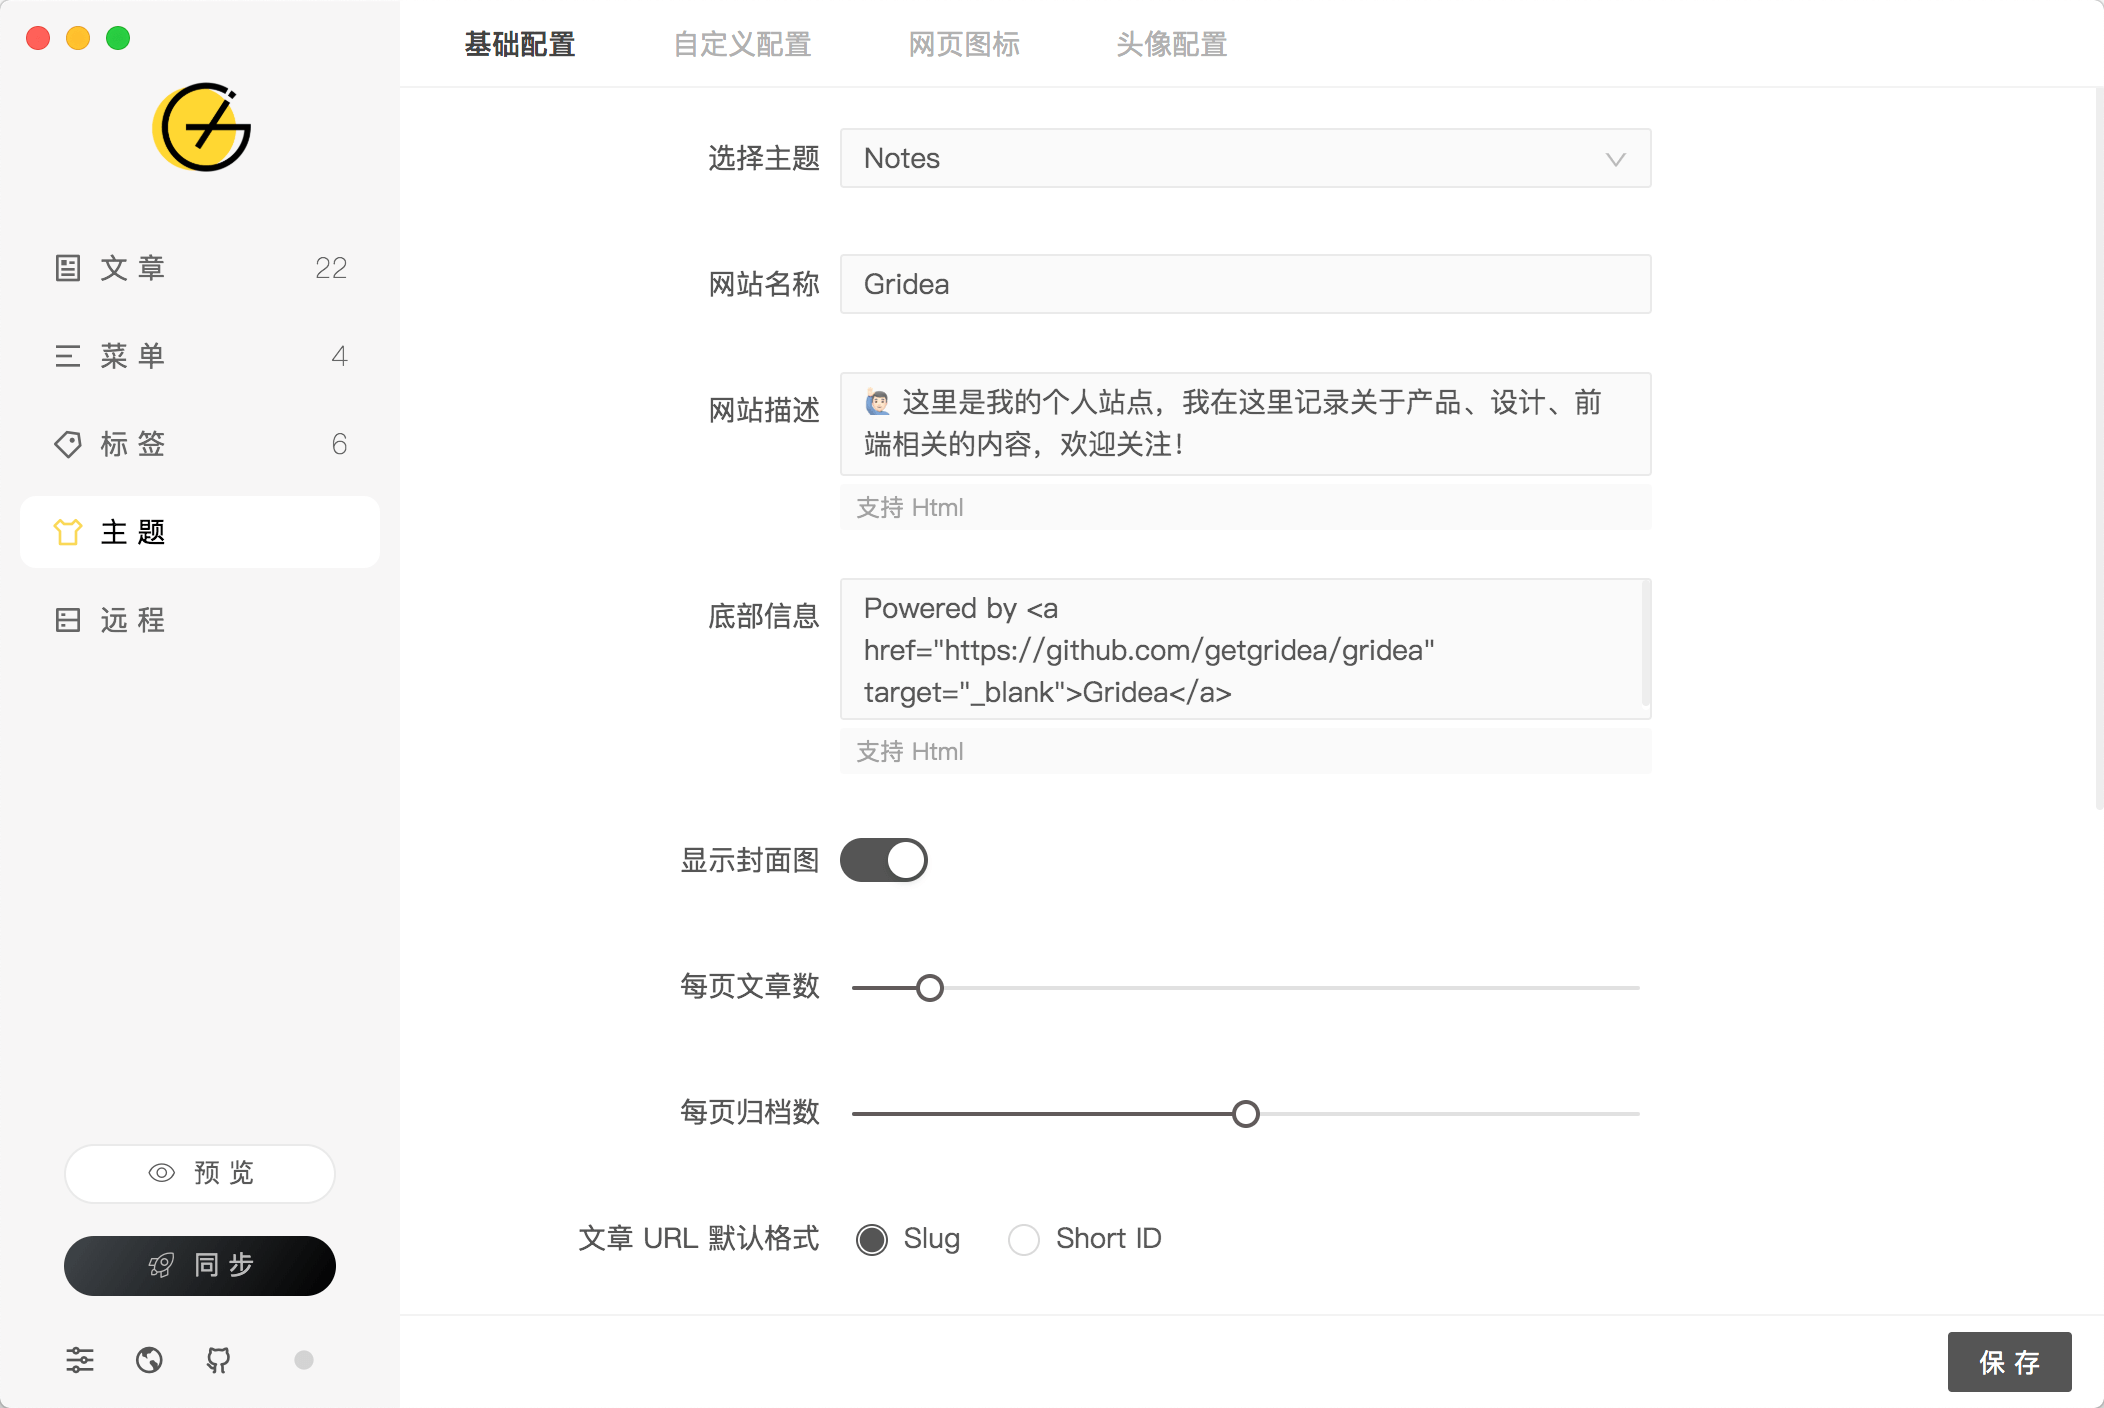 基础配置 自定义配置 网页图标 头像配置
文章 22
菜单 4
标签 6
主题
远程
预览
同步
选择主题 Notes
网站名称 Gridea
网站描述 🙋🏻‍♂️ 这里是我的个人站点，我在这里记录关于产品、设计、前
端相关的内容，欢迎关注！
支持 Html
底部信息 Powered by <a
href="https://github.com/getgridea/gridea"
target="_blank">Gridea</a>
支持 Html
显示封面图
每页文章数
每页归档数
文章 URL 默认格式 Slug Short ID
保存